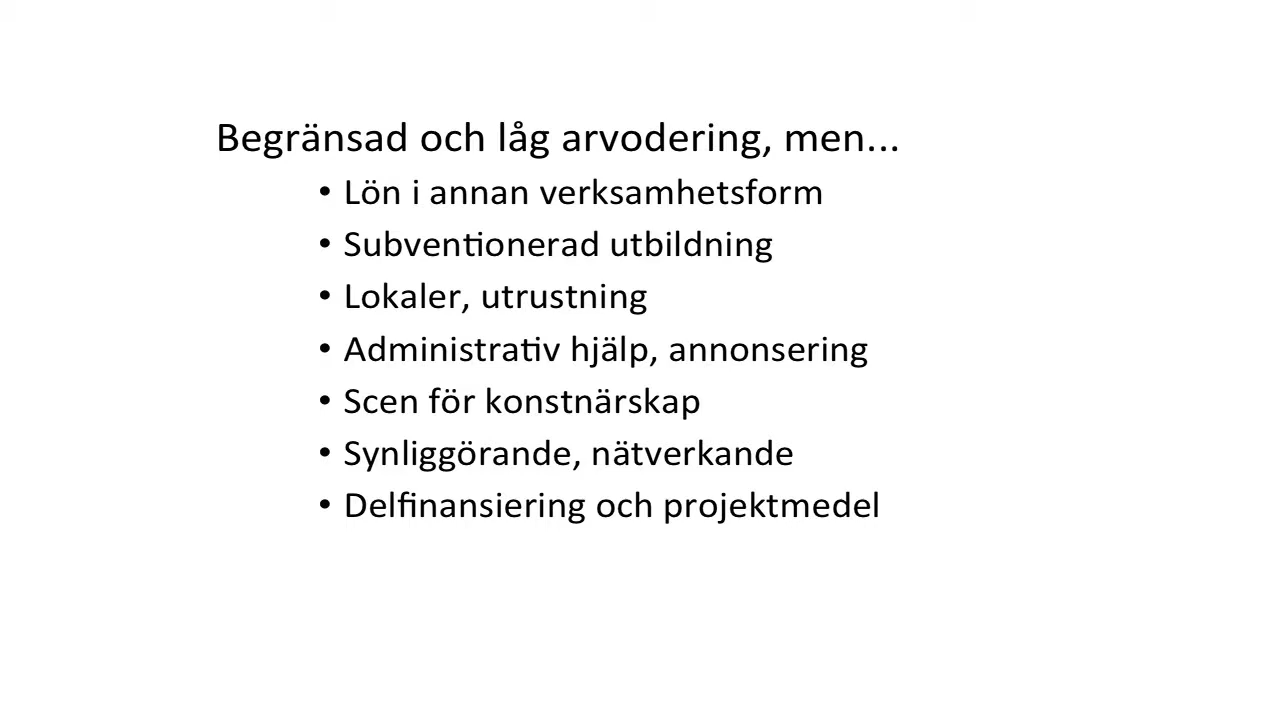 Begränsad och låg arvodering, men...
• Lön i annan verksamhetsform
• Subventionerad utbildning
• Lokaler, utrustning
• Administrativ hjälp, annonsering
• Scen för konstnärskap
• Synliggörande, nätverkande
• Delfinansiering och projektmedel